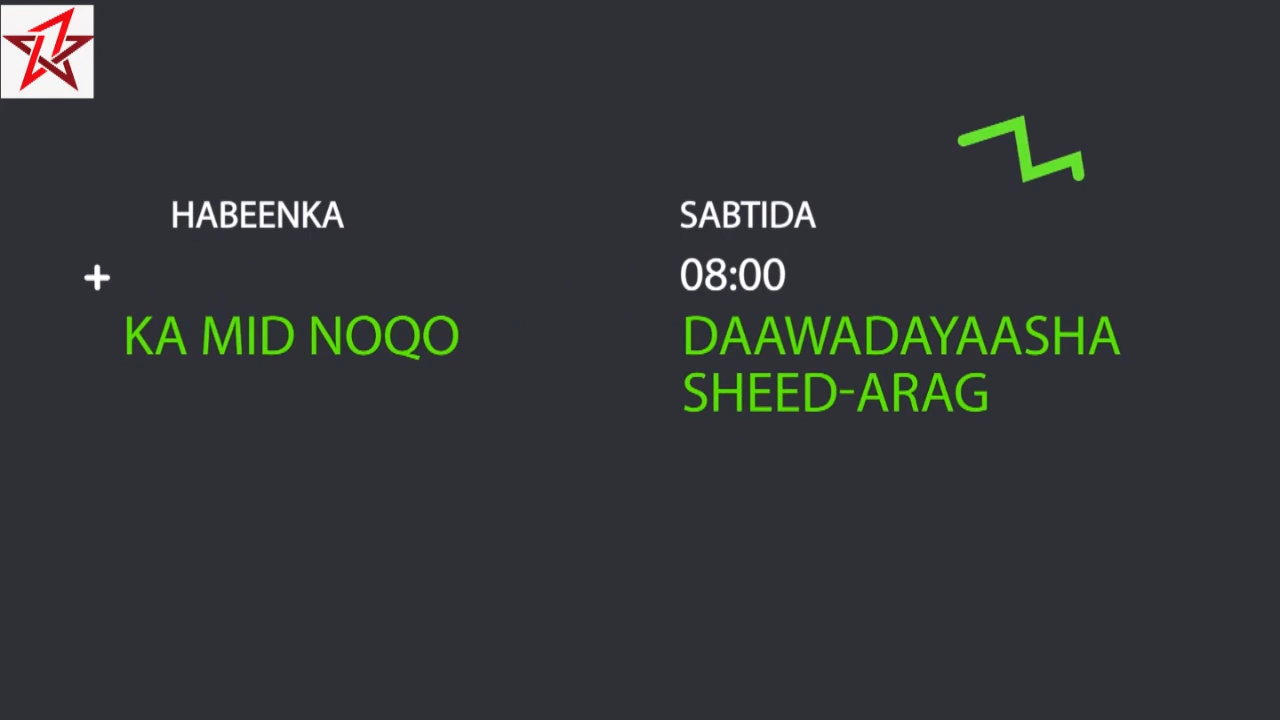 HABEENKA
SABTIDA
08:00
KA MID NOQO
DAAWADAYAASHA
SHEED-ARAG